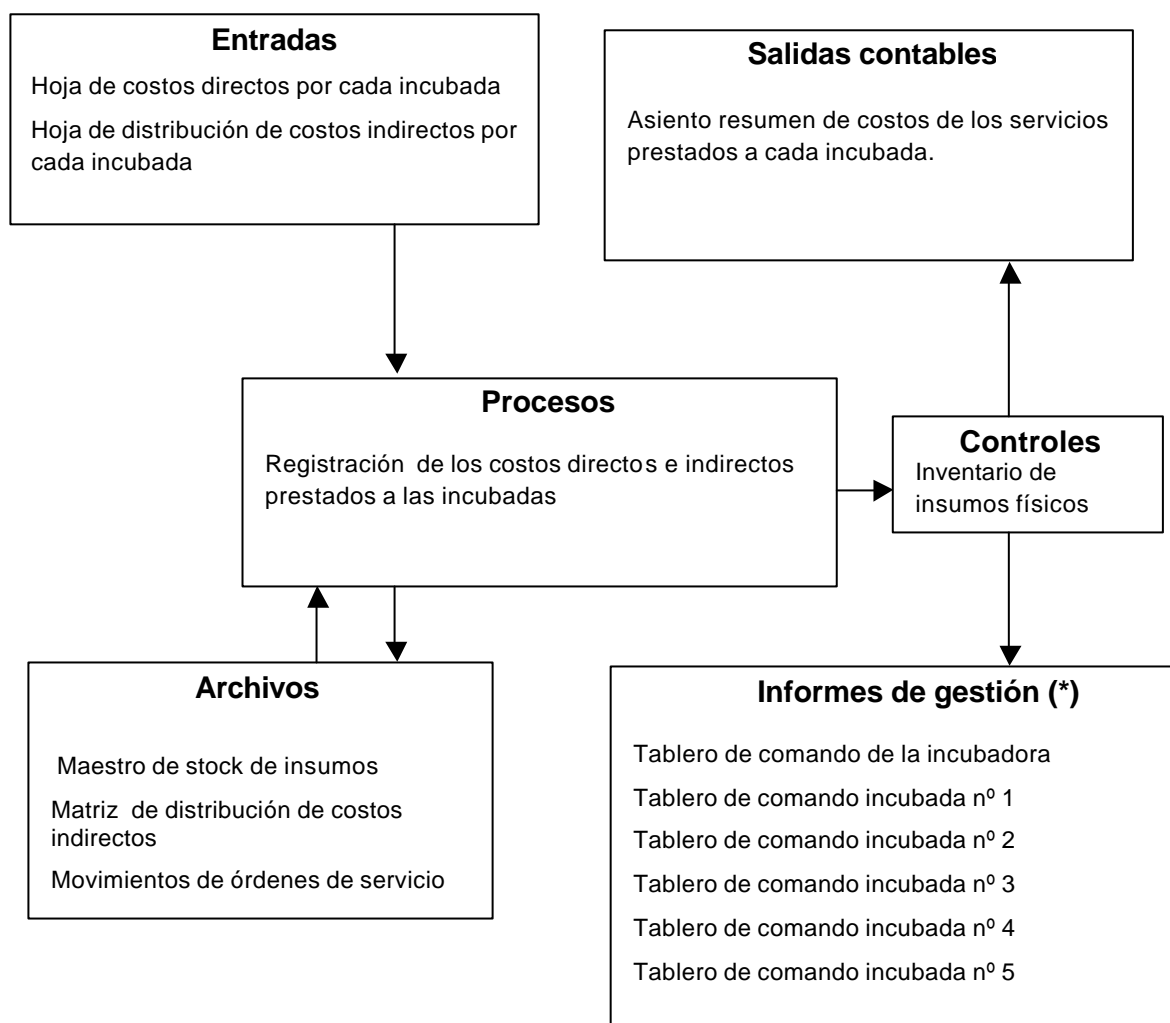 Entradas
Hoja de costos directos por cada incubada
Hoja de distribución de costos indirectos por
cada incubada
Salidas contables
Asiento resumen de costos de los servicios
prestados a cada incubada.
Procesos
Registración de los costos directos e indirectos
prestados a las incubadas
Controles
Inventario de
insumos físicos
Archivos
Maestro de stock de insumos
Matriz de distribución de costos
indirectos
Movimientos de órdenes de servicio
Informes de gestión (*)
Tablero de comando de la incubadora
Tablero de comando incubada nº 1
Tablero de comando incubada nº 2
Tablero de comando incubada nº 3
Tablero de comando incubada nº 4
Tablero de comando incubada nº 5